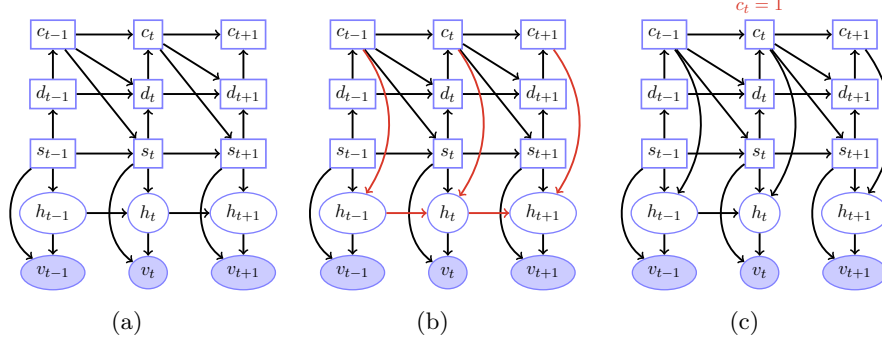 c_t = 1
c_{t-1} c_t c_{t+1} c_{t-1} c_t c_{t+1} c_{t-1} c_t c_{t+1}
d_{t-1} d_t d_{t+1} d_{t-1} d_t d_{t+1} d_{t-1} d_t d_{t+1}
s_{t-1} s_t s_{t+1} s_{t-1} s_t s_{t+1} s_{t-1} s_t s_{t+1}
h_{t-1} h_t h_{t+1} h_{t-1} h_t h_{t+1} h_{t-1} h_t h_{t+1}
v_{t-1} v_t v_{t+1} v_{t-1} v_t v_{t+1} v_{t-1} v_t v_{t+1}
(a) (b) (c)